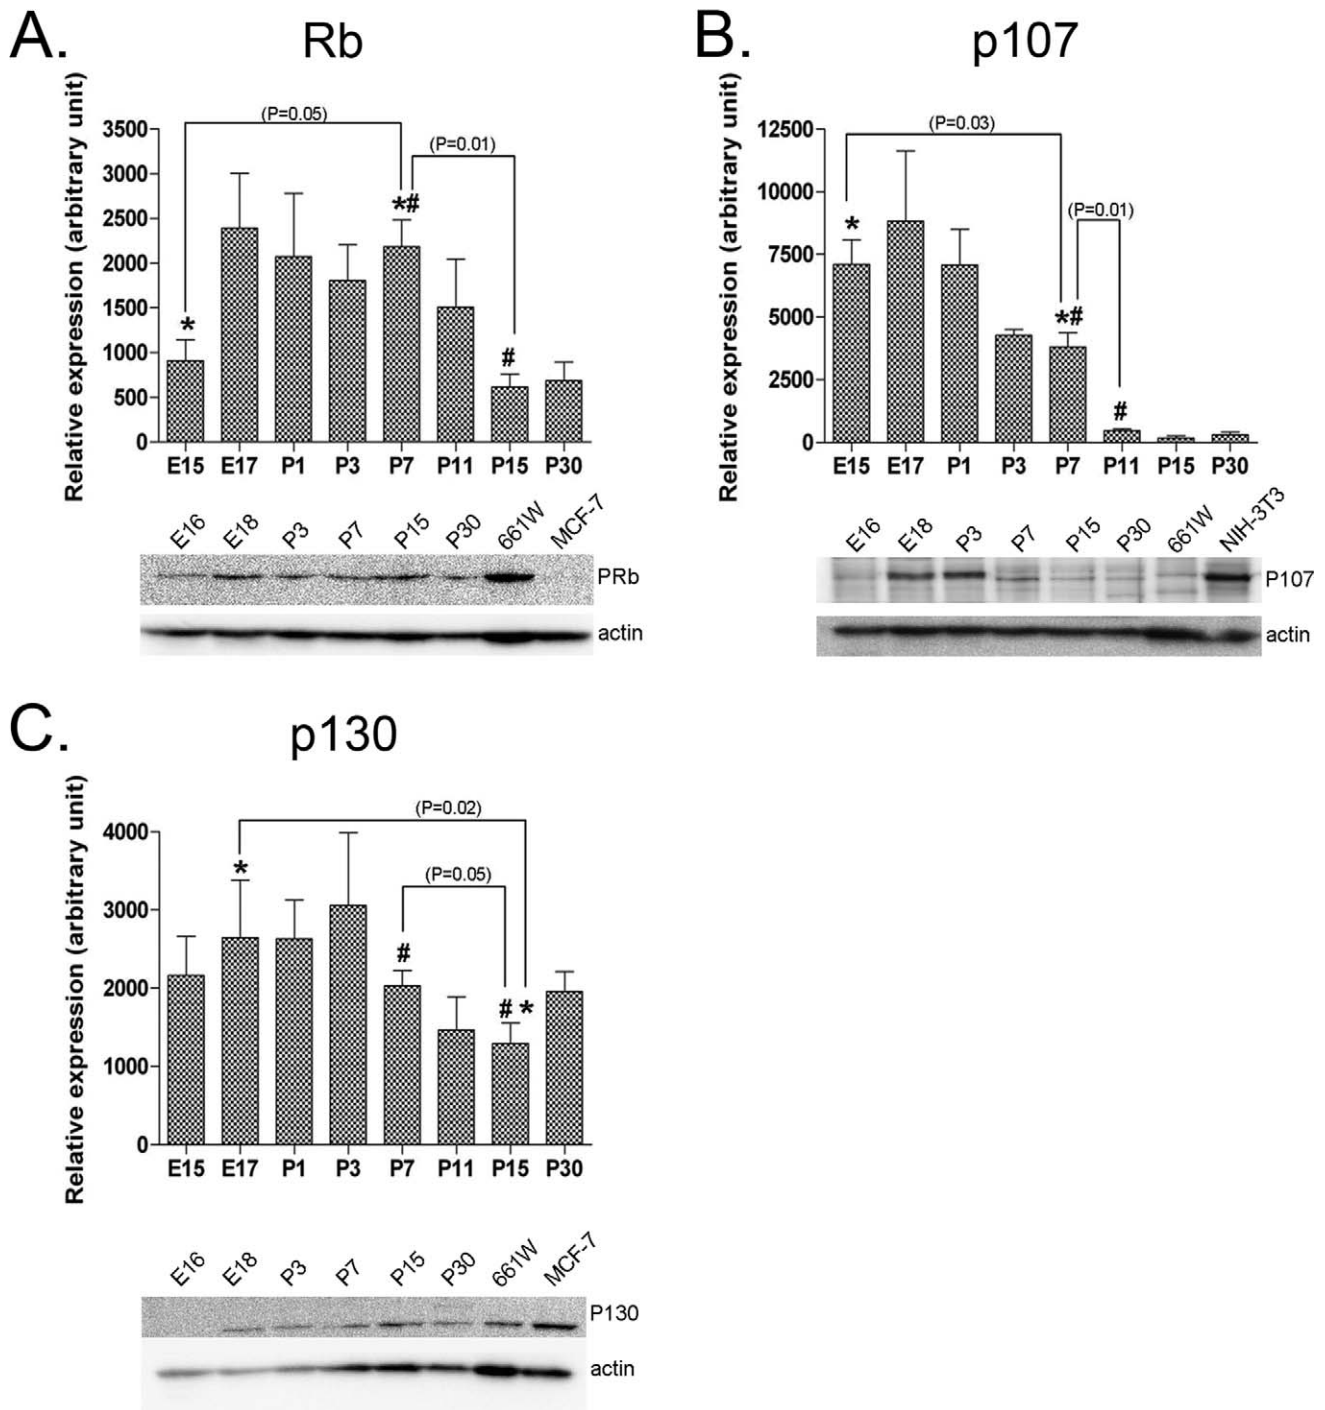 A.
Rb
Relative expression (arbitrary unit)
3500
3000
2500
2000
1500
1000
500
0
(P=0.05)
(P=0.01)
*
*#
#
E15 E17 P1 P3 P7 P11 P15 P30
E16 E18 P3 P7 P15 P30 661W MCF-7
PRb
actin
B.
p107
Relative expression (arbitrary unit)
12500
10000
7500
5000
2500
0
(P=0.03)
(P=0.01)
*
*#
#
E15 E17 P1 P3 P7 P11 P15 P30
E16 E18 P3 P7 P15 P30 661W NIH-3T3
P107
actin
C.
p130
Relative expression (arbitrary unit)
4000
3000
2000
1000
0
(P=0.02)
(P=0.05)
*
#
# *
E15 E17 P1 P3 P7 P11 P15 P30
E16 E18 P3 P7 P15 P30 661W MCF-7
P130
actin